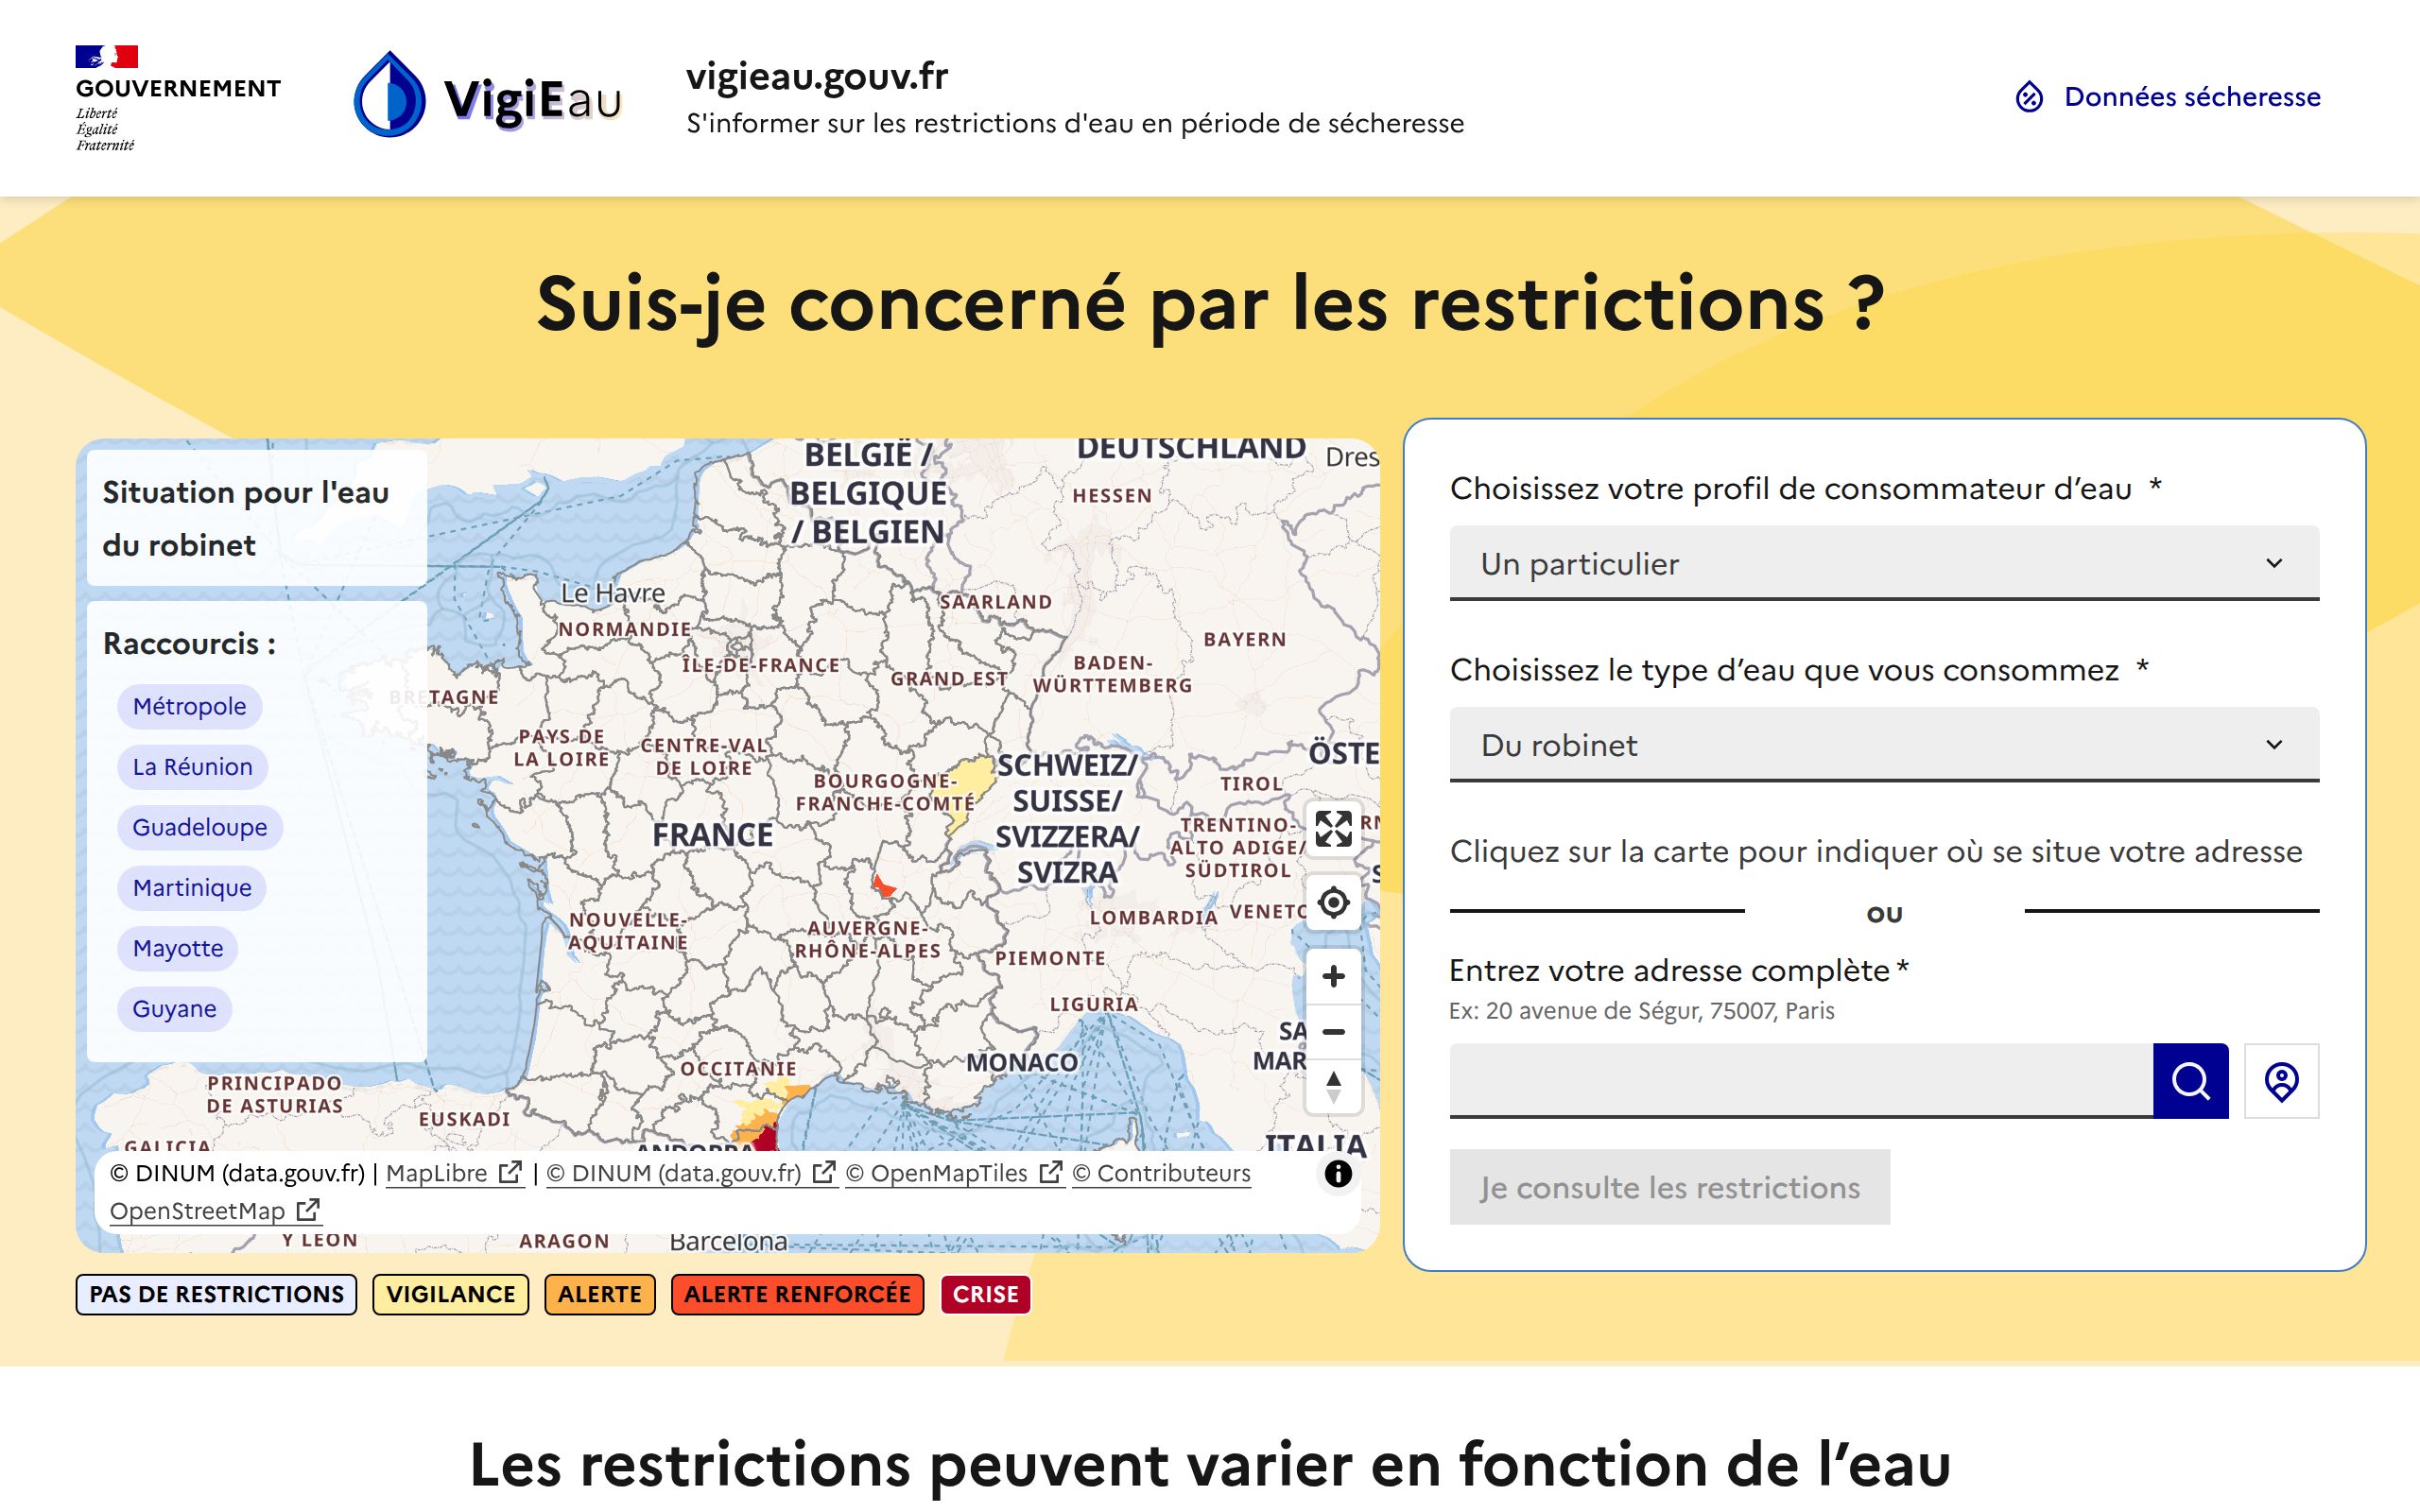 GOUVERNEMENT
Liberté
Égalité
Fraternité
VigiEau
vigieau.gouv.fr
S'informer sur les restrictions d'eau en période de sécheresse
Données sécheresse
Suis-je concerné par les restrictions ?
Situation pour l'eau
du robinet
Raccourcis :
Métropole
La Réunion
Guadeloupe
Martinique
Mayotte
Guyane
BELGIË /
BELGIQUE
/ BELGIEN
DEUTSCHLAND
Dres
HESSEN
Le Havre
NORMANDIE
SAARLAND
ÎLE-DE-FRANCE
GRAND EST
BADEN-
WÜRTTEMBERG
BAYERN
BRETAGNE
PAYS DE
LA LOIRE
CENTRE-VAL
DE LOIRE
BOURGOGNE-
FRANCHE-COMTÉ
SCHWEIZ/
SUISSE/
SVIZZERA/
SVIZRA
ÖSTE
TIROL
FRANCE
TRENTINO-
ALTO ADIGE/
SÜDTIROL
NOUVELLE-
AQUITAINE
AUVERGNE-
RHÔNE-ALPES
LOMBARDIA
VENETO
PIEMONTE
LIGURIA
SA
MAR
OCCITANIE
MONACO
PRINCIPADO
DE ASTURIAS
EUSKADI
GALICIA
ANDORRA
ITALIA
© DINUM (data.gouv.fr) | MapLibre | © DINUM (data.gouv.fr) © OpenMapTiles © Contributeurs
OpenStreetMap
Y LEÓN
ARAGÓN
Barcelona
PAS DE RESTRICTIONS
VIGILANCE
ALERTE
ALERTE RENFORCÉE
CRISE
Choisissez votre profil de consommateur d’eau *
Un particulier
Choisissez le type d’eau que vous consommez *
Du robinet
Cliquez sur la carte pour indiquer où se situe votre adresse
OU
Entrez votre adresse complète *
Ex: 20 avenue de Ségur, 75007, Paris
Je consulte les restrictions
Les restrictions peuvent varier en fonction de l’eau